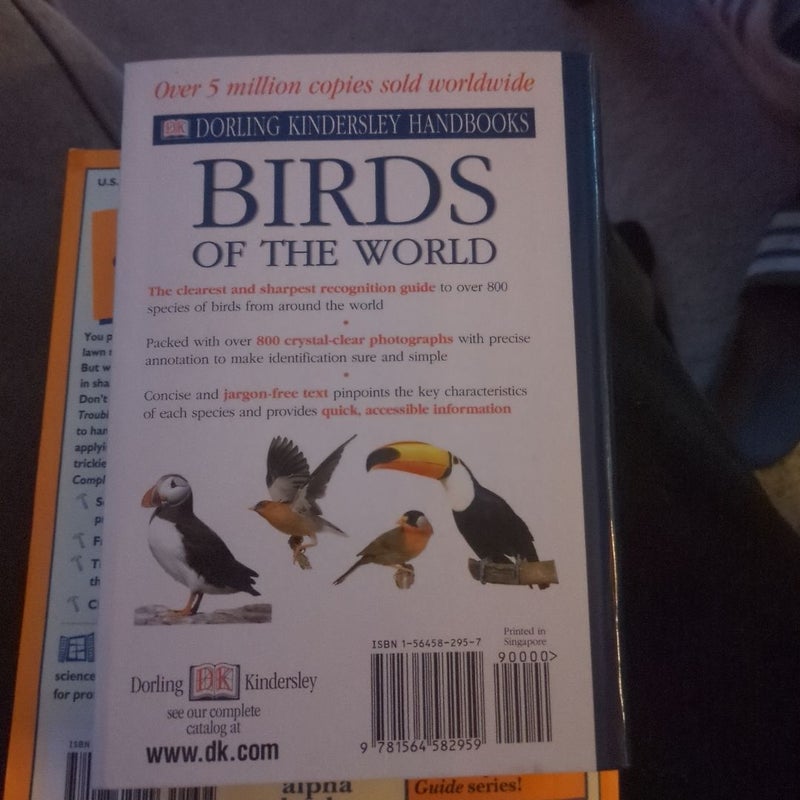 Over 5 million copies sold worldwide
DK DORLING KINDERSLEY HANDBOOKS
BIRDS
OF THE WORLD
The clearest and sharpest recognition guide to over 800
species of birds from around the world
•
Packed with over 800 crystal-clear photographs with precise
annotation to make identification sure and simple
•
Concise and jargon-free text pinpoints the key characteristics
of each species and provides quick, accessible information
ISBN 1-56458-295-7
Printed in
Singapore
90000>
9 781564 582959
Dorling DK Kindersley
see our complete
catalog at
www.dk.com
U.S.
You p
lawn
But w
in sha
Don't
Troubl
to han
applyi
trickie
Compl
science
for pro
ISBN
alpha
Guide series!